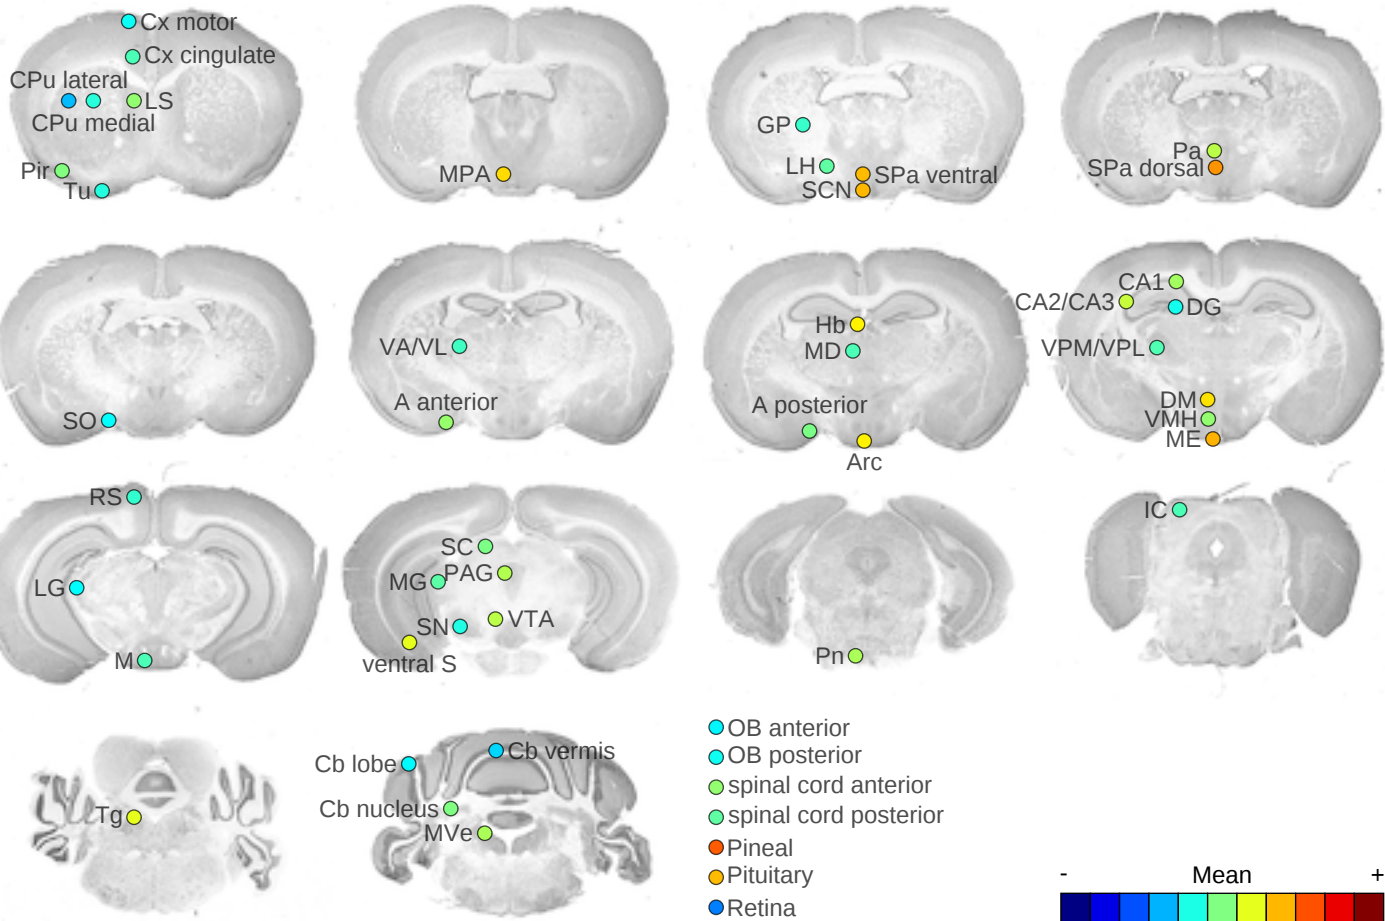 Cx motor
Cx cingulate
CPu lateral
LS
CPu medial
Pir
Tu
MPA
GP
LH
SPa ventral
SCN
Pa
SPa dorsal
SO
VA/VL
A anterior
Hb
MD
A posterior
Arc
CA1
CA2/CA3
DG
VPM/VPL
DM
VMH
ME
RS
LG
M
SC
MG
PAG
SN
VTA
ventral S
Pn
IC
Tg
Cb lobe
Cb vermis
Cb nucleus
MVe
OB anterior
OB posterior
spinal cord anterior
spinal cord posterior
Pineal
Pituitary
Retina
- Mean +